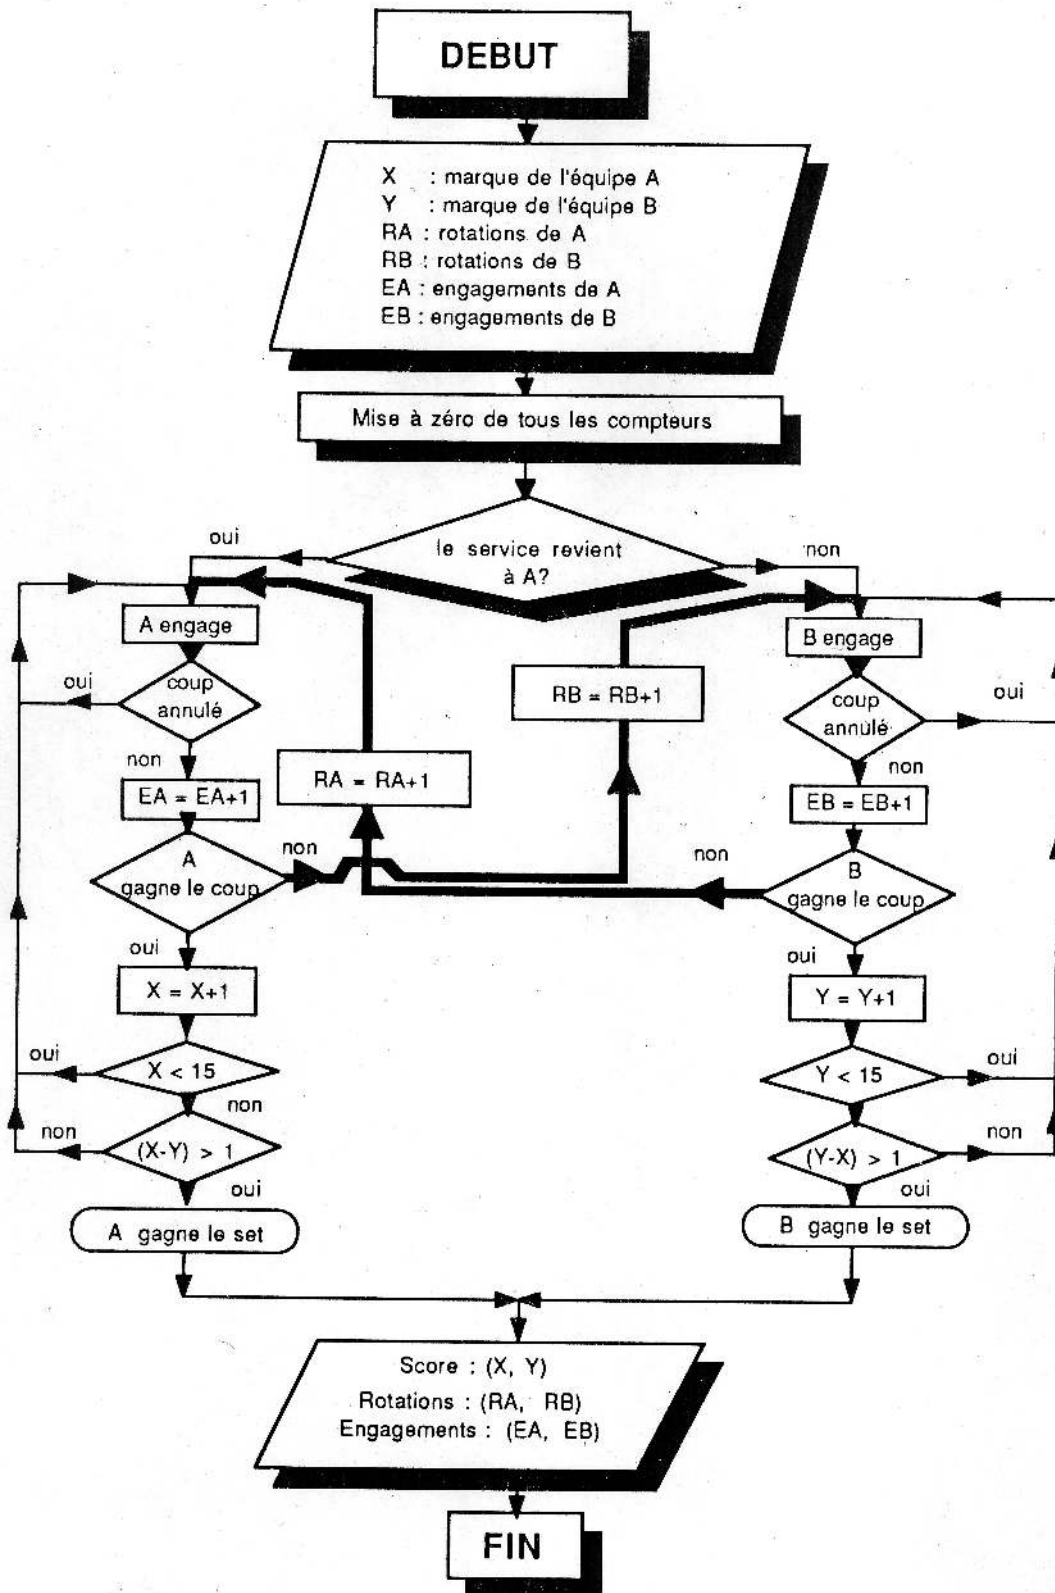 DEBUT
X : marque de l'équipe A
Y : marque de l'équipe B
RA : rotations de A
RB : rotations de B
EA : engagements de A
EB : engagements de B
Mise à zéro de tous les compteurs
le service revient
à A?
oui
non
A engage
B engage
coup
annulé
oui
non
RB = RB+1
coup
annulé
oui
non
RA = RA+1
EA = EA+1
EB = EB+1
A
gagne le coup
non
oui
B
gagne le coup
non
oui
X = X+1
Y = Y+1
X < 15
oui
non
Y < 15
oui
(X-Y) > 1
non
oui
(Y-X) > 1
non
oui
A gagne le set
B gagne le set
Score : (X, Y)
Rotations : (RA, RB)
Engagements : (EA, EB)
FIN